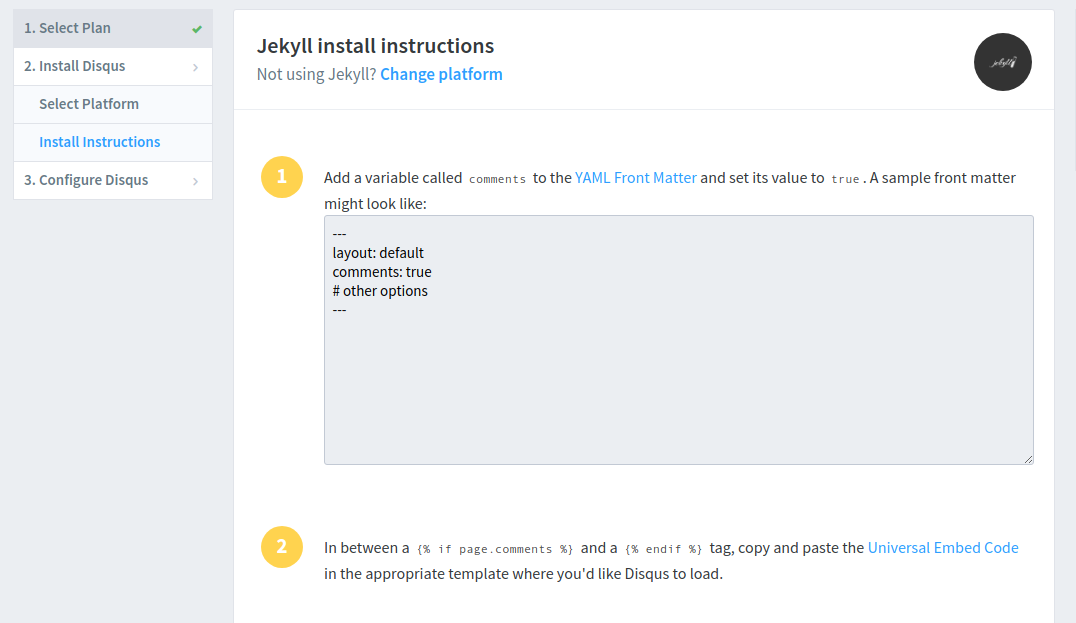 1. Select Plan
2. Install Disqus
Select Platform
Install Instructions
3. Configure Disqus
Jekyll install instructions
Not using Jekyll? Change platform
jekyll
1
Add a variable called comments to the YAML Front Matter and set its value to true. A sample front matter
might look like:
---
layout: default
comments: true
# other options
---
2
In between a {% if page.comments %} and a {% endif %} tag, copy and paste the Universal Embed Code
in the appropriate template where you'd like Disqus to load.